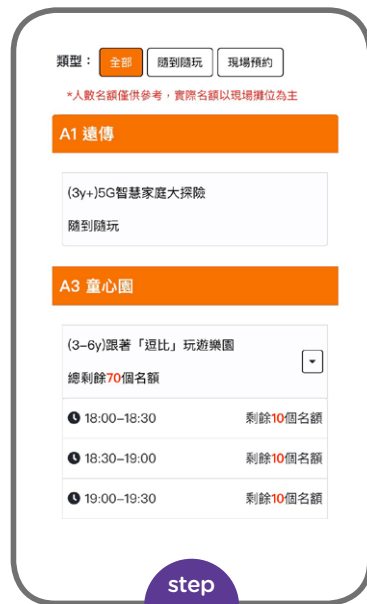 類型： 全部 隨到隨玩 現場預約
*人數名額僅供參考，實際名額以現場攤位為主
A1 遠傳
(3y+)5G智慧家庭大探險
隨到隨玩
A3 童心園
(3–6y)跟著「逗比」玩遊樂園
總剩餘70個名額
18:00–18:30 剩餘10個名額
18:30–19:00 剩餘10個名額
19:00–19:30 剩餘10個名額
step